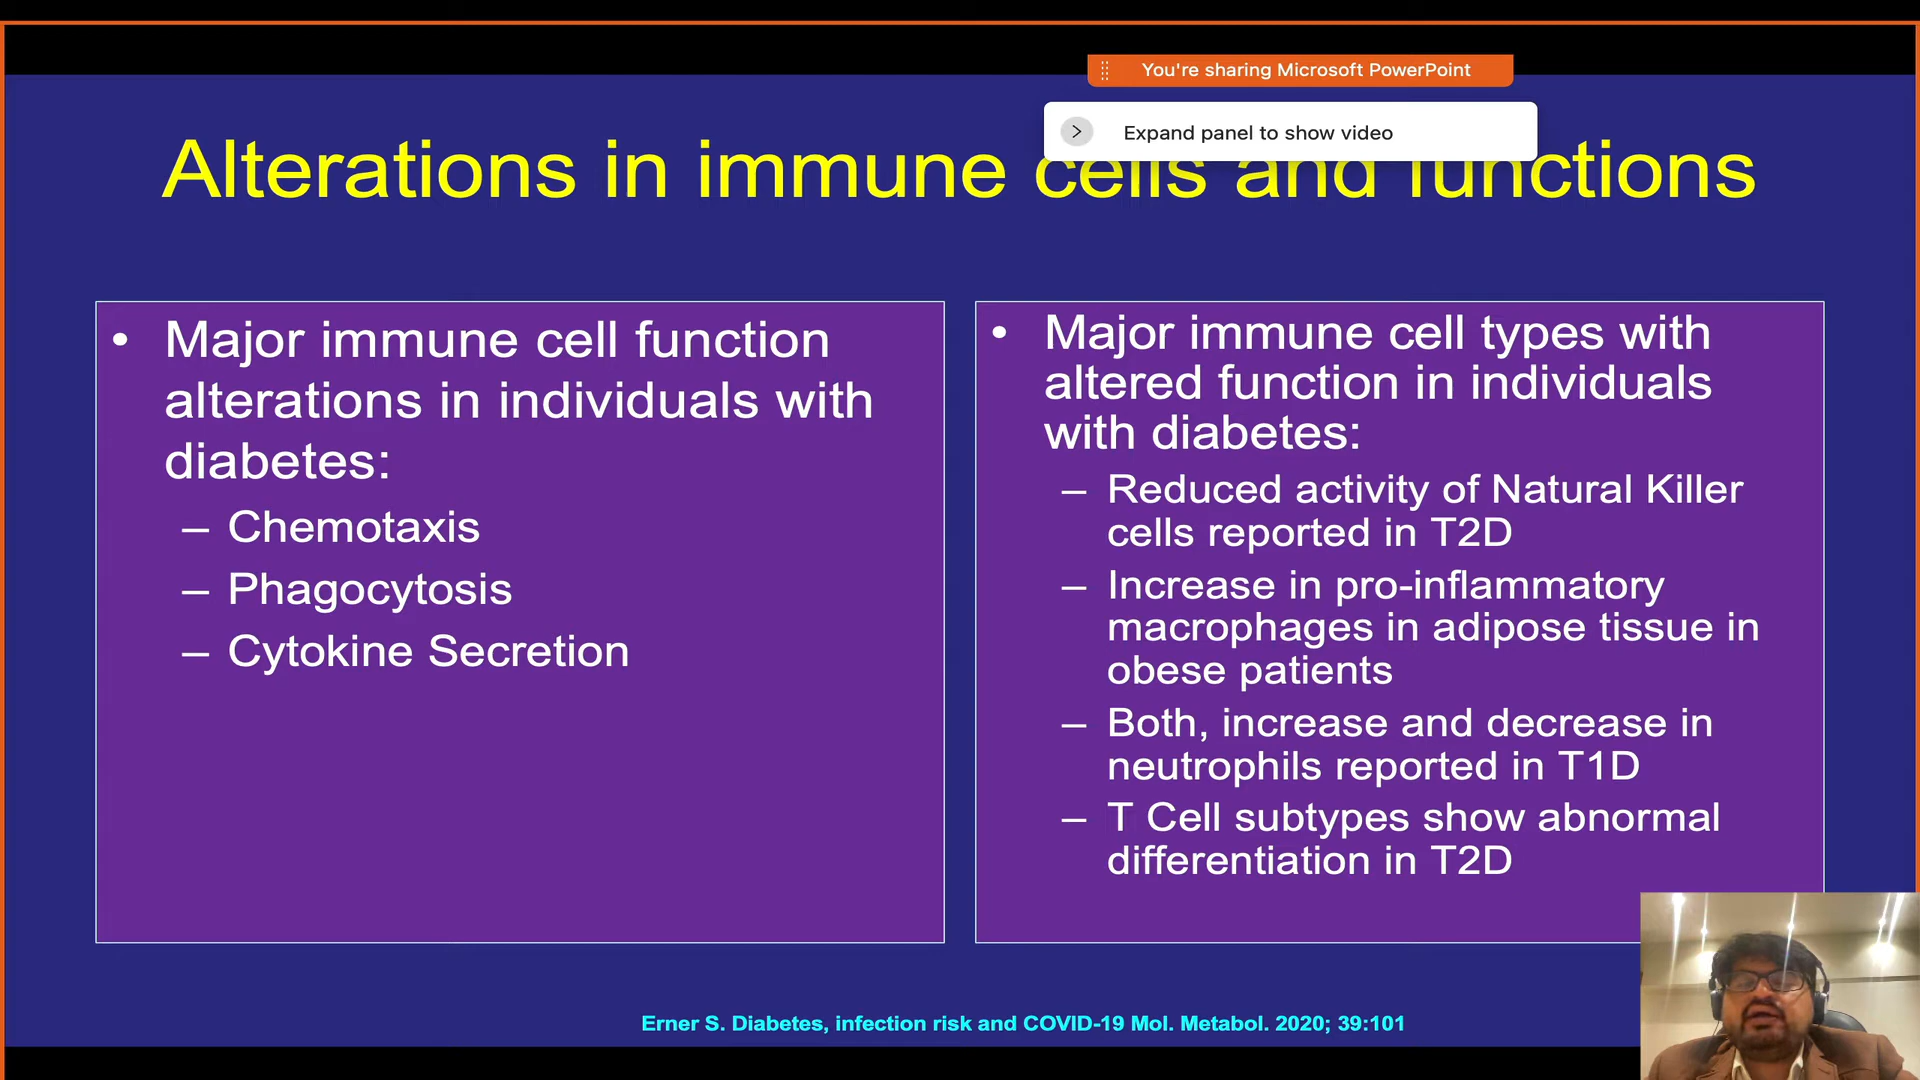 You're sharing Microsoft PowerPoint
Expand panel to show video
Alterations in immune cells and functions
• Major immune cell function
alterations in individuals with
diabetes:
– Chemotaxis
– Phagocytosis
– Cytokine Secretion
• Major immune cell types with
altered function in individuals
with diabetes:
– Reduced activity of Natural Killer
cells reported in T2D
– Increase in pro-inflammatory
macrophages in adipose tissue in
obese patients
– Both, increase and decrease in
neutrophils reported in T1D
– T Cell subtypes show abnormal
differentiation in T2D
Erner S. Diabetes, infection risk and COVID-19 Mol. Metabol. 2020; 39:101